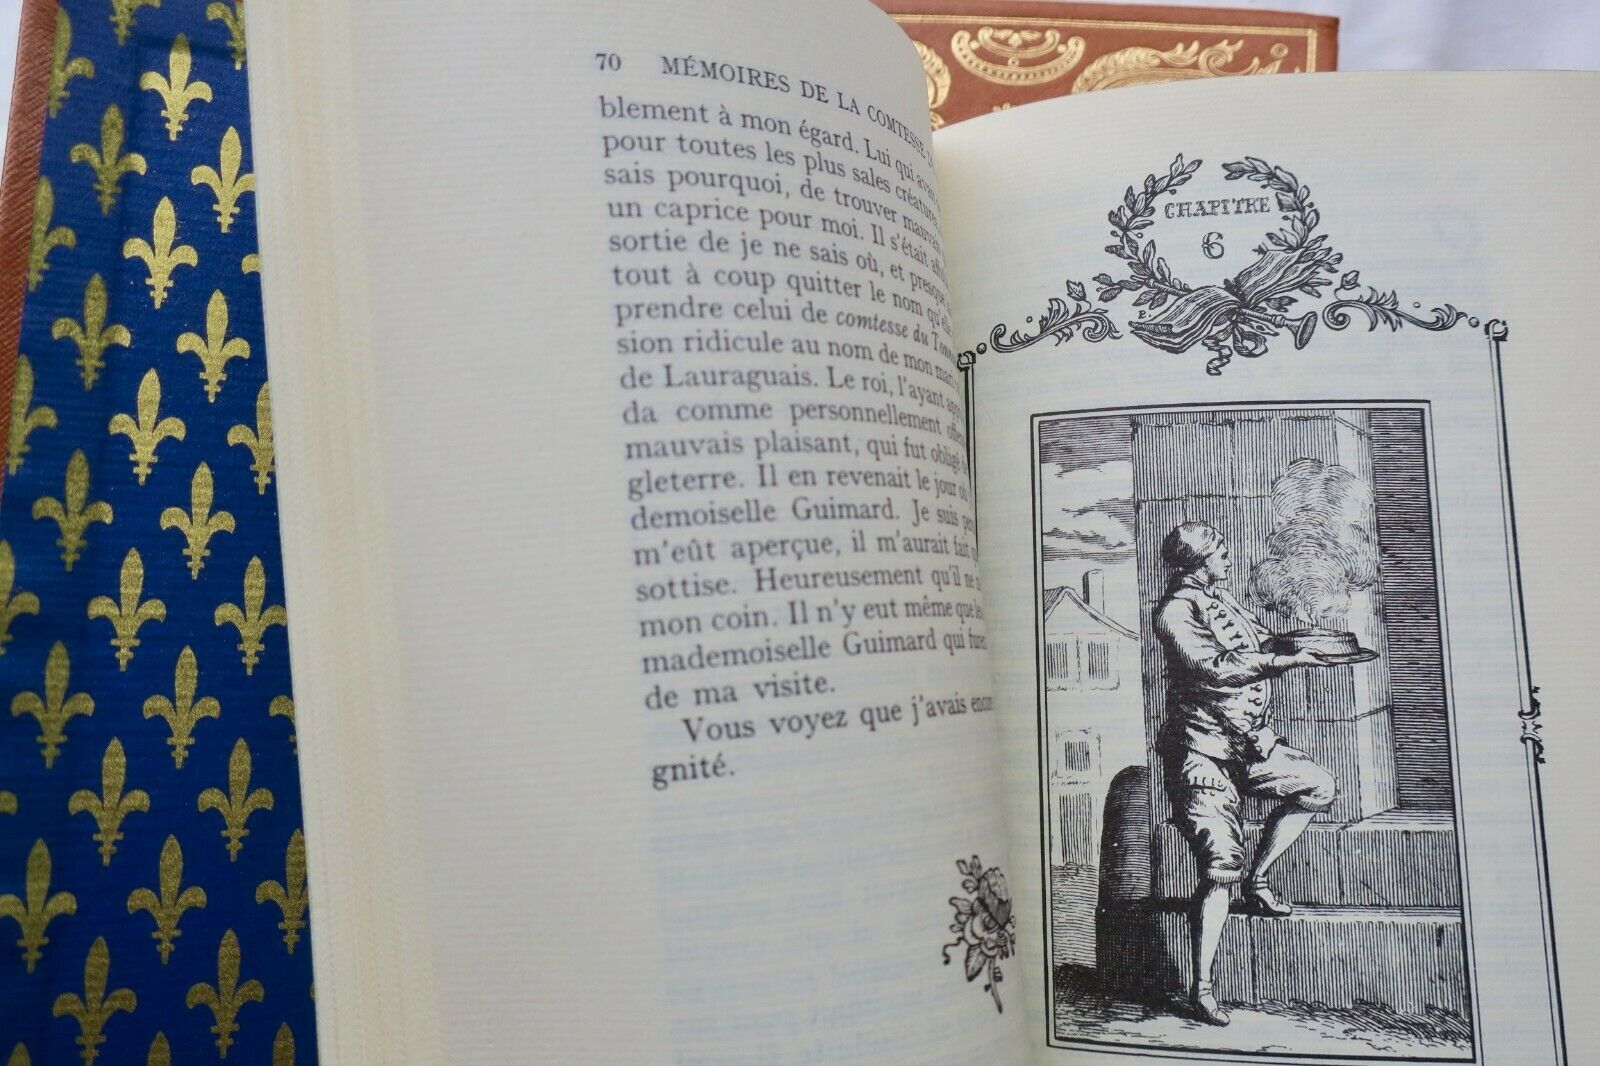 70 MÉMOIRES DE LA COMTESSE
blement à mon égard. Lui qui avait
pour toutes les plus sales créatures
sais pourquoi, de trouver mauvais
un caprice pour moi. Il s'était
sortie de je ne sais où, et presque
tout à coup quitter le nom qu'elle
prendre celui de comtesse du
sion ridicule au nom de mon
de Lauraguais. Le roi, l'ayant
da comme personnellement
mauvais plaisant, qui fut obligé
gleterre. Il en revenait le jour où
demoiselle Guimard. Je suis
m'eût aperçue, il m'aurait fait
sottise. Heureusement qu'il ne
mon coin. Il n'y eut même que
mademoiselle Guimard qui furent
de ma visite.
Vous voyez que j'avais encore
gnité.
CHAPITRE
6